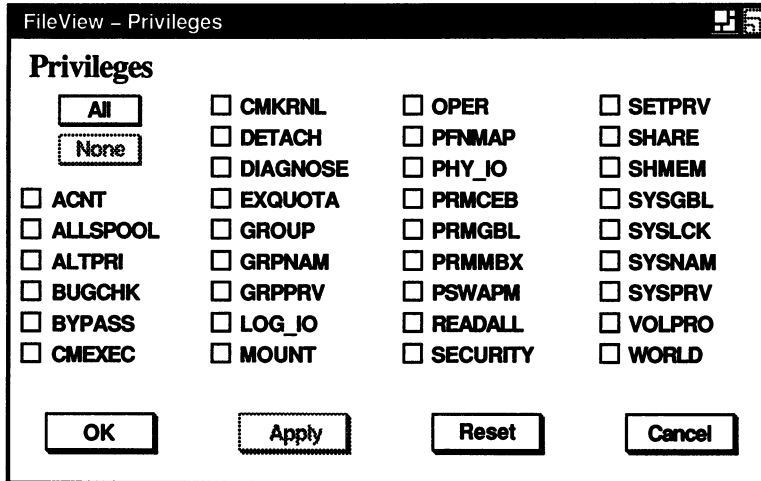 FileView – Privileges
Privileges
All
None
ACNT
ALLSPOOL
ALTPRI
BUGCHK
BYPASS
CMEXEC
CMKRNL
DETACH
DIAGNOSE
EXQUOTA
GROUP
GRPNAM
GRPPRV
LOG_IO
MOUNT
OPER
PFNMAP
PHY_IO
PRMCEB
PRMGBL
PRMMBX
PSWAPM
READALL
SECURITY
SETPRV
SHARE
SHMEM
SYSGBL
SYSLCK
SYSNAM
SYSPRV
VOLPRO
WORLD
OK
Apply
Reset
Cancel